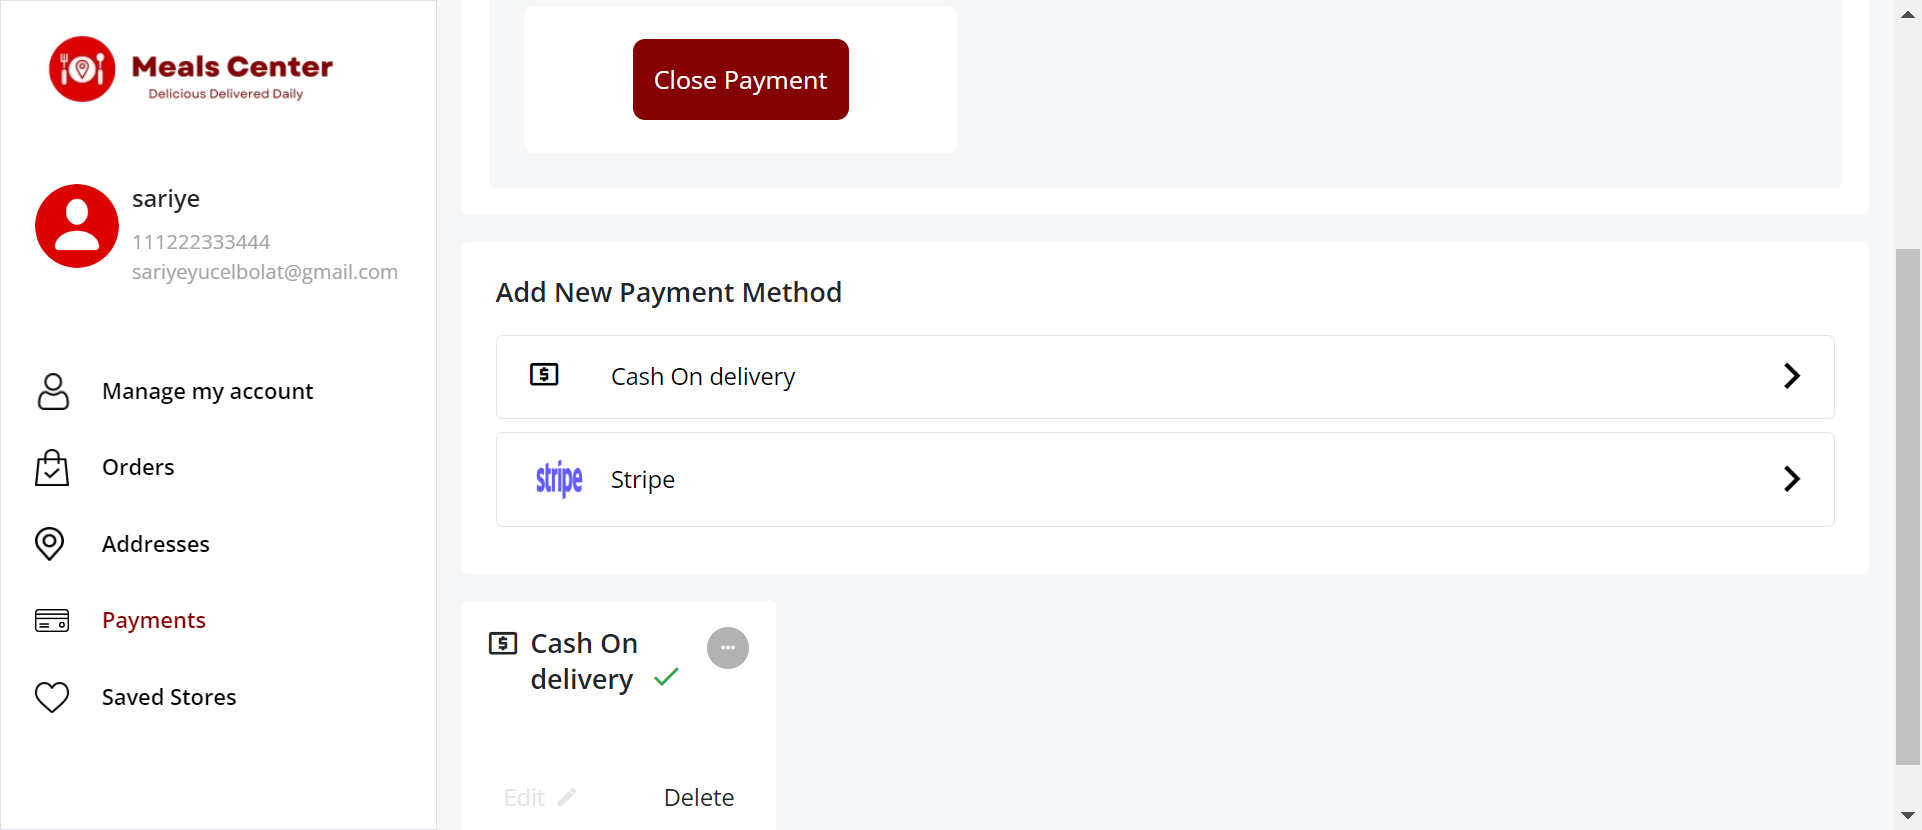 Meals Center
Delicious Delivered Daily
sariye
111222333444
sariyeyucelbolat@gmail.com
Manage my account
Orders
Addresses
Payments
Saved Stores
Close Payment
Add New Payment Method
Cash On delivery
stripe Stripe
Cash On
delivery
Edit
Delete